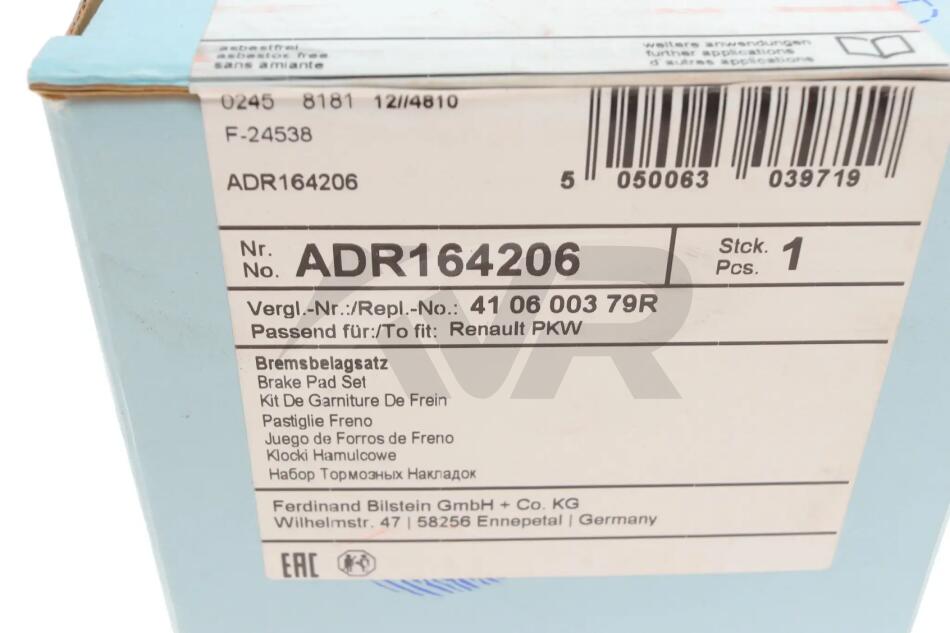 asbestfrei
asbestos free
sans amiante
weitere anwendungen
further applications
d'autres applications
0245 8181 12//4810
F-24538
ADR164206
5 050063 039719
Nr.
No. ADR164206
Stck.
Pcs. 1
Vergl.-Nr.:/Repl.-No.: 41 06 003 79R
Passend für:/To fit: Renault PKW
Bremsbelagsatz
Brake Pad Set
Kit De Garniture De Frein
Pastiglie Freno
Juego de Forros de Freno
Klocki Hamulcowe
Набор Тормозных Накладок
Ferdinand Bilstein GmbH + Co. KG
Wilhelmstr. 47 | 58256 Ennepetal | Germany
EAC
IVR